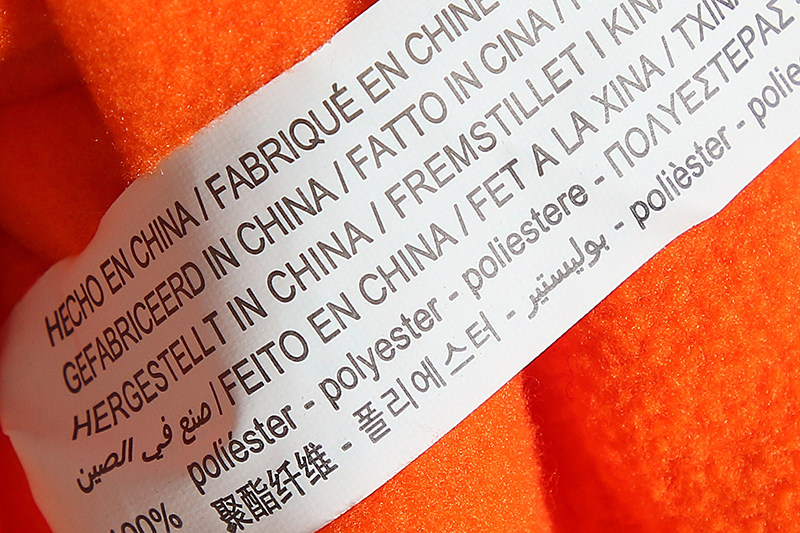 HECHO EN CHINA / FABRIQUÉ EN CHINE
GEFABRICEERD IN CHINA / FATTO IN CINA /
HERGESTELLT IN CHINA / FREMSTILLET I KINA
صنع في الصين / FEITO EN CHINA / FET A LA XINA / TXINA
100% poliéster - polyester - poliestere - ΠΟΛΥΕΣΤΕΡΑΣ
聚酯纤维 - 폴리에스터 - بوليستير - polièster - polies